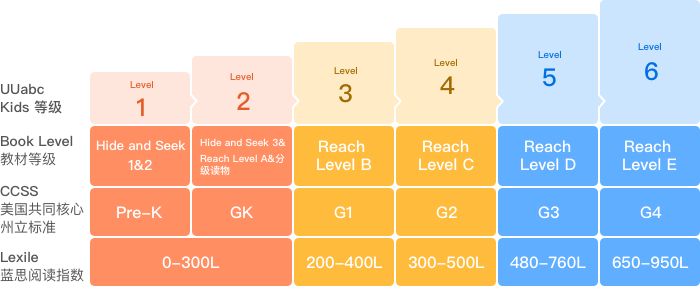 UUabc
Kids 等级
Level
1
Level
2
Level
3
Level
4
Level
5
Level
6
Book Level
教材等级
Hide and Seek
1&2
Hide and Seek 3&
Reach Level A&分
级读物
Reach
Level B
Reach
Level C
Reach
Level D
Reach
Level E
CCSS
美国共同核心
州立标准
Pre-K
GK
G1
G2
G3
G4
Lexile
蓝思阅读指数
0-300L
200-400L
300-500L
480-760L
650-950L